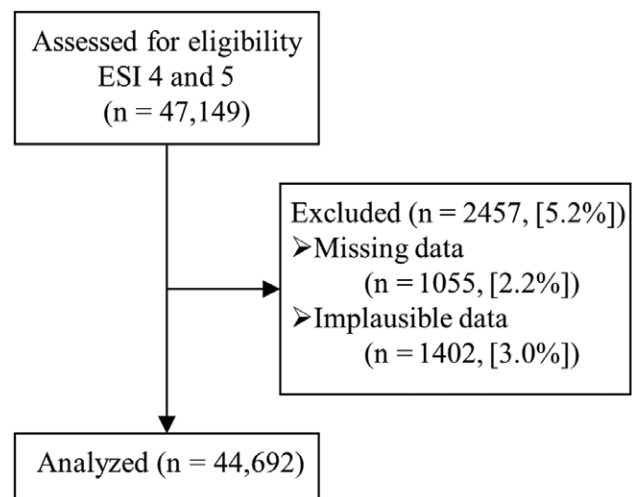 Assessed for eligibility
ESI 4 and 5
(n = 47,149)
Excluded (n = 2457, [5.2%])
➢Missing data
(n = 1055, [2.2%])
➢Implausible data
(n = 1402, [3.0%])
Analyzed (n = 44,692)